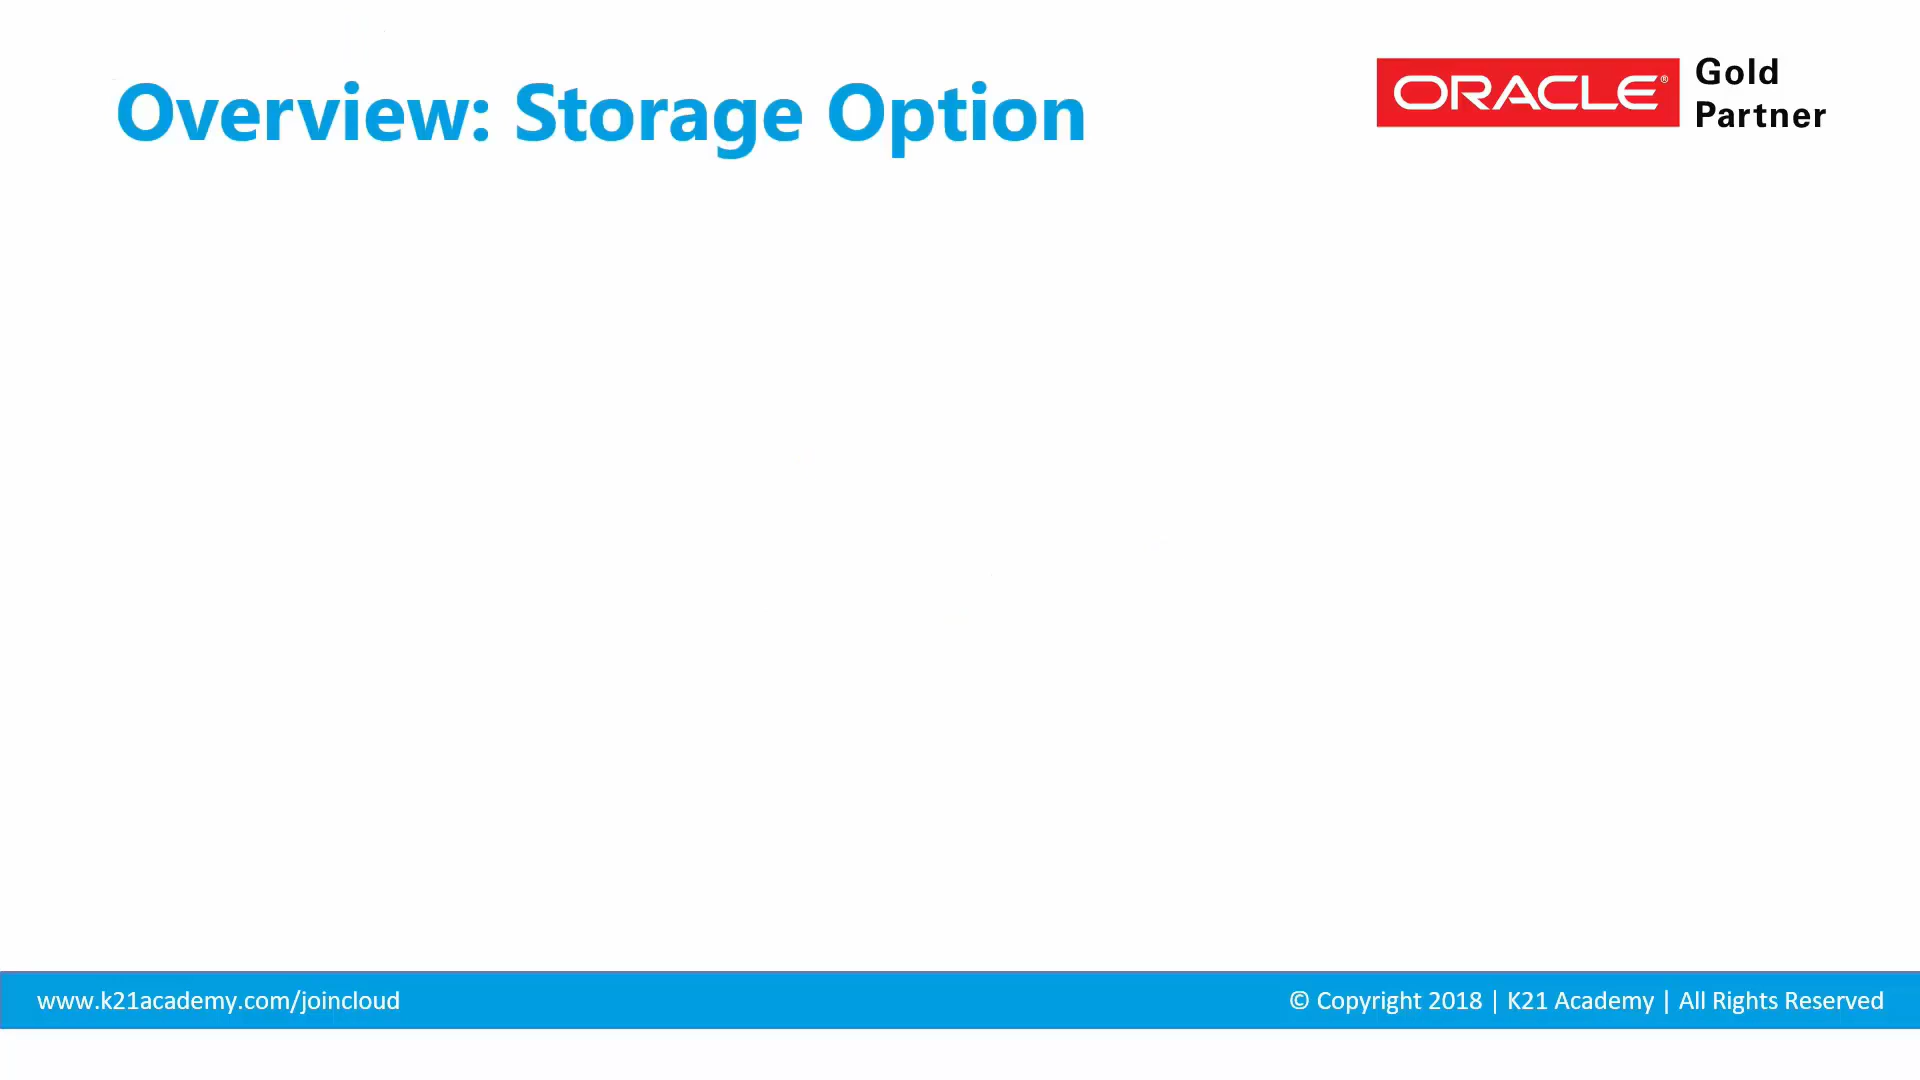 Overview: Storage Option
ORACLE®
Gold
Partner
www.k21academy.com/joincloud
© Copyright 2018 | K21 Academy | All Rights Reserved